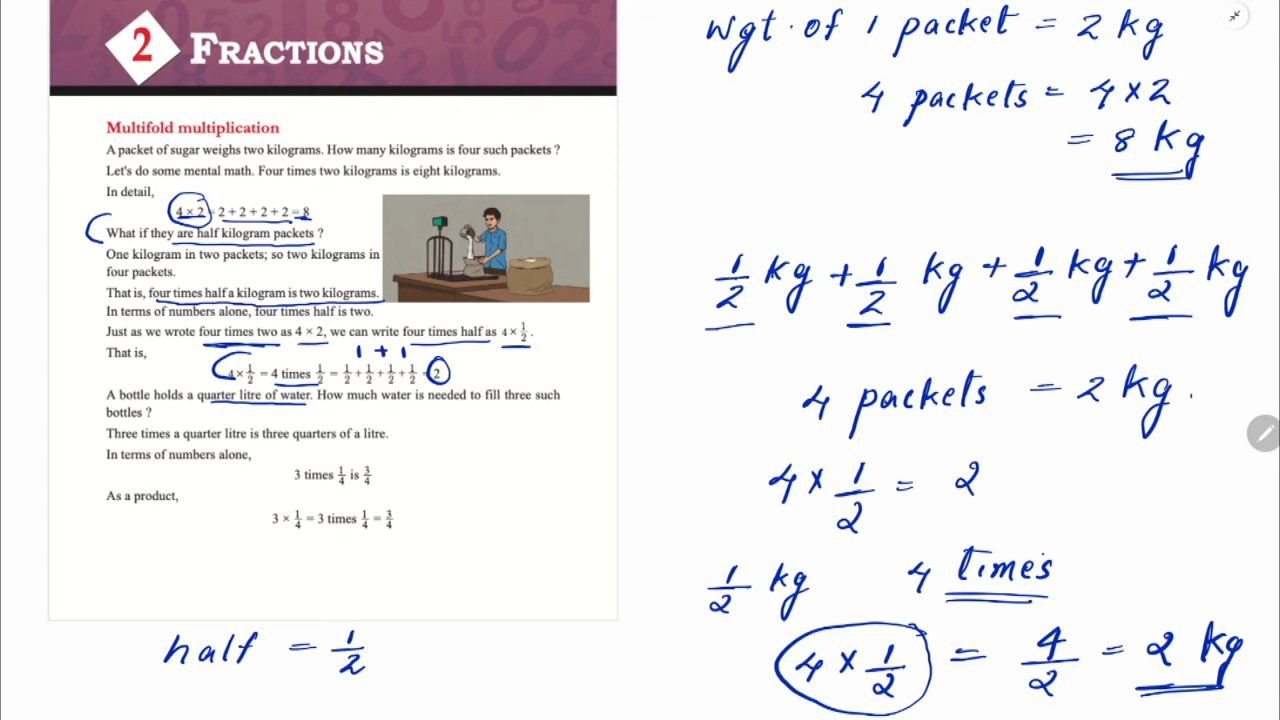 2 FRACTIONS
Multifold multiplication
A packet of sugar weighs two kilograms. How many kilograms is four such packets ?
Let's do some mental math. Four times two kilograms is eight kilograms.
In detail,
4 × 2 = 2 + 2 + 2 + 2 = 8
What if they are half kilogram packets ?
One kilogram in two packets; so two kilograms in
four packets.
That is, four times half a kilogram is two kilograms.
In terms of numbers alone, four times half is two.
Just as we wrote four times two as 4 × 2, we can write four times half as 4 × 1/2 .
That is,
1 + 1
4 × 1/2 = 4 times 1/2 = 1/2 + 1/2 + 1/2 + 1/2 = 2
A bottle holds a quarter litre of water. How much water is needed to fill three such
bottles ?
Three times a quarter litre is three quarters of a litre.
In terms of numbers alone,
3 times 1/4 is 3/4
As a product,
3 × 1/4 = 3 times 1/4 = 3/4
half = 1/2
Wgt. of 1 packet = 2 kg
4 packets = 4 × 2
= 8 kg
1/2 kg + 1/2 kg + 1/2 kg + 1/2 kg
4 packets = 2 kg.
4 × 1/2 = 2
1/2 kg 4 times
4 × 1/2 = 4/2 = 2 kg